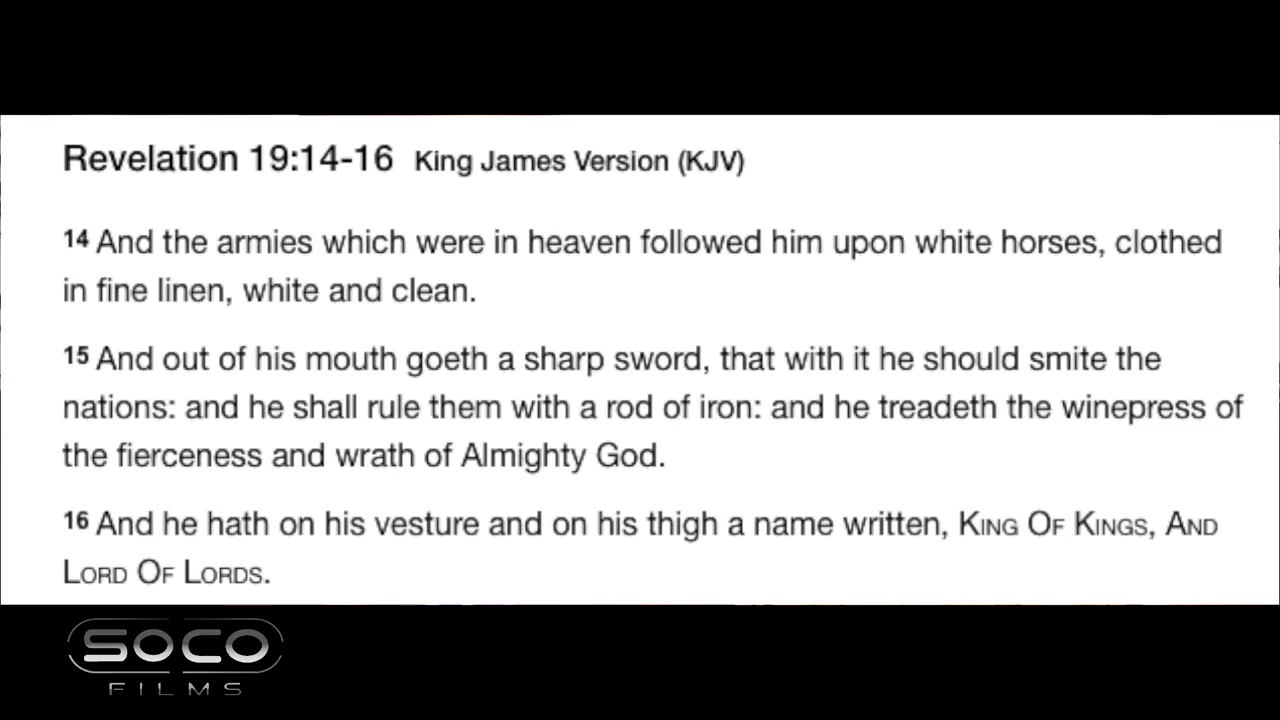 Revelation 19:14-16 King James Version (KJV)
14 And the armies which were in heaven followed him upon white horses, clothed
in fine linen, white and clean.
15 And out of his mouth goeth a sharp sword, that with it he should smite the
nations: and he shall rule them with a rod of iron: and he treadeth the winepress of
the fierceness and wrath of Almighty God.
16 And he hath on his vesture and on his thigh a name written, King Of Kings, And
Lord Of Lords.
SOCO
FILMS